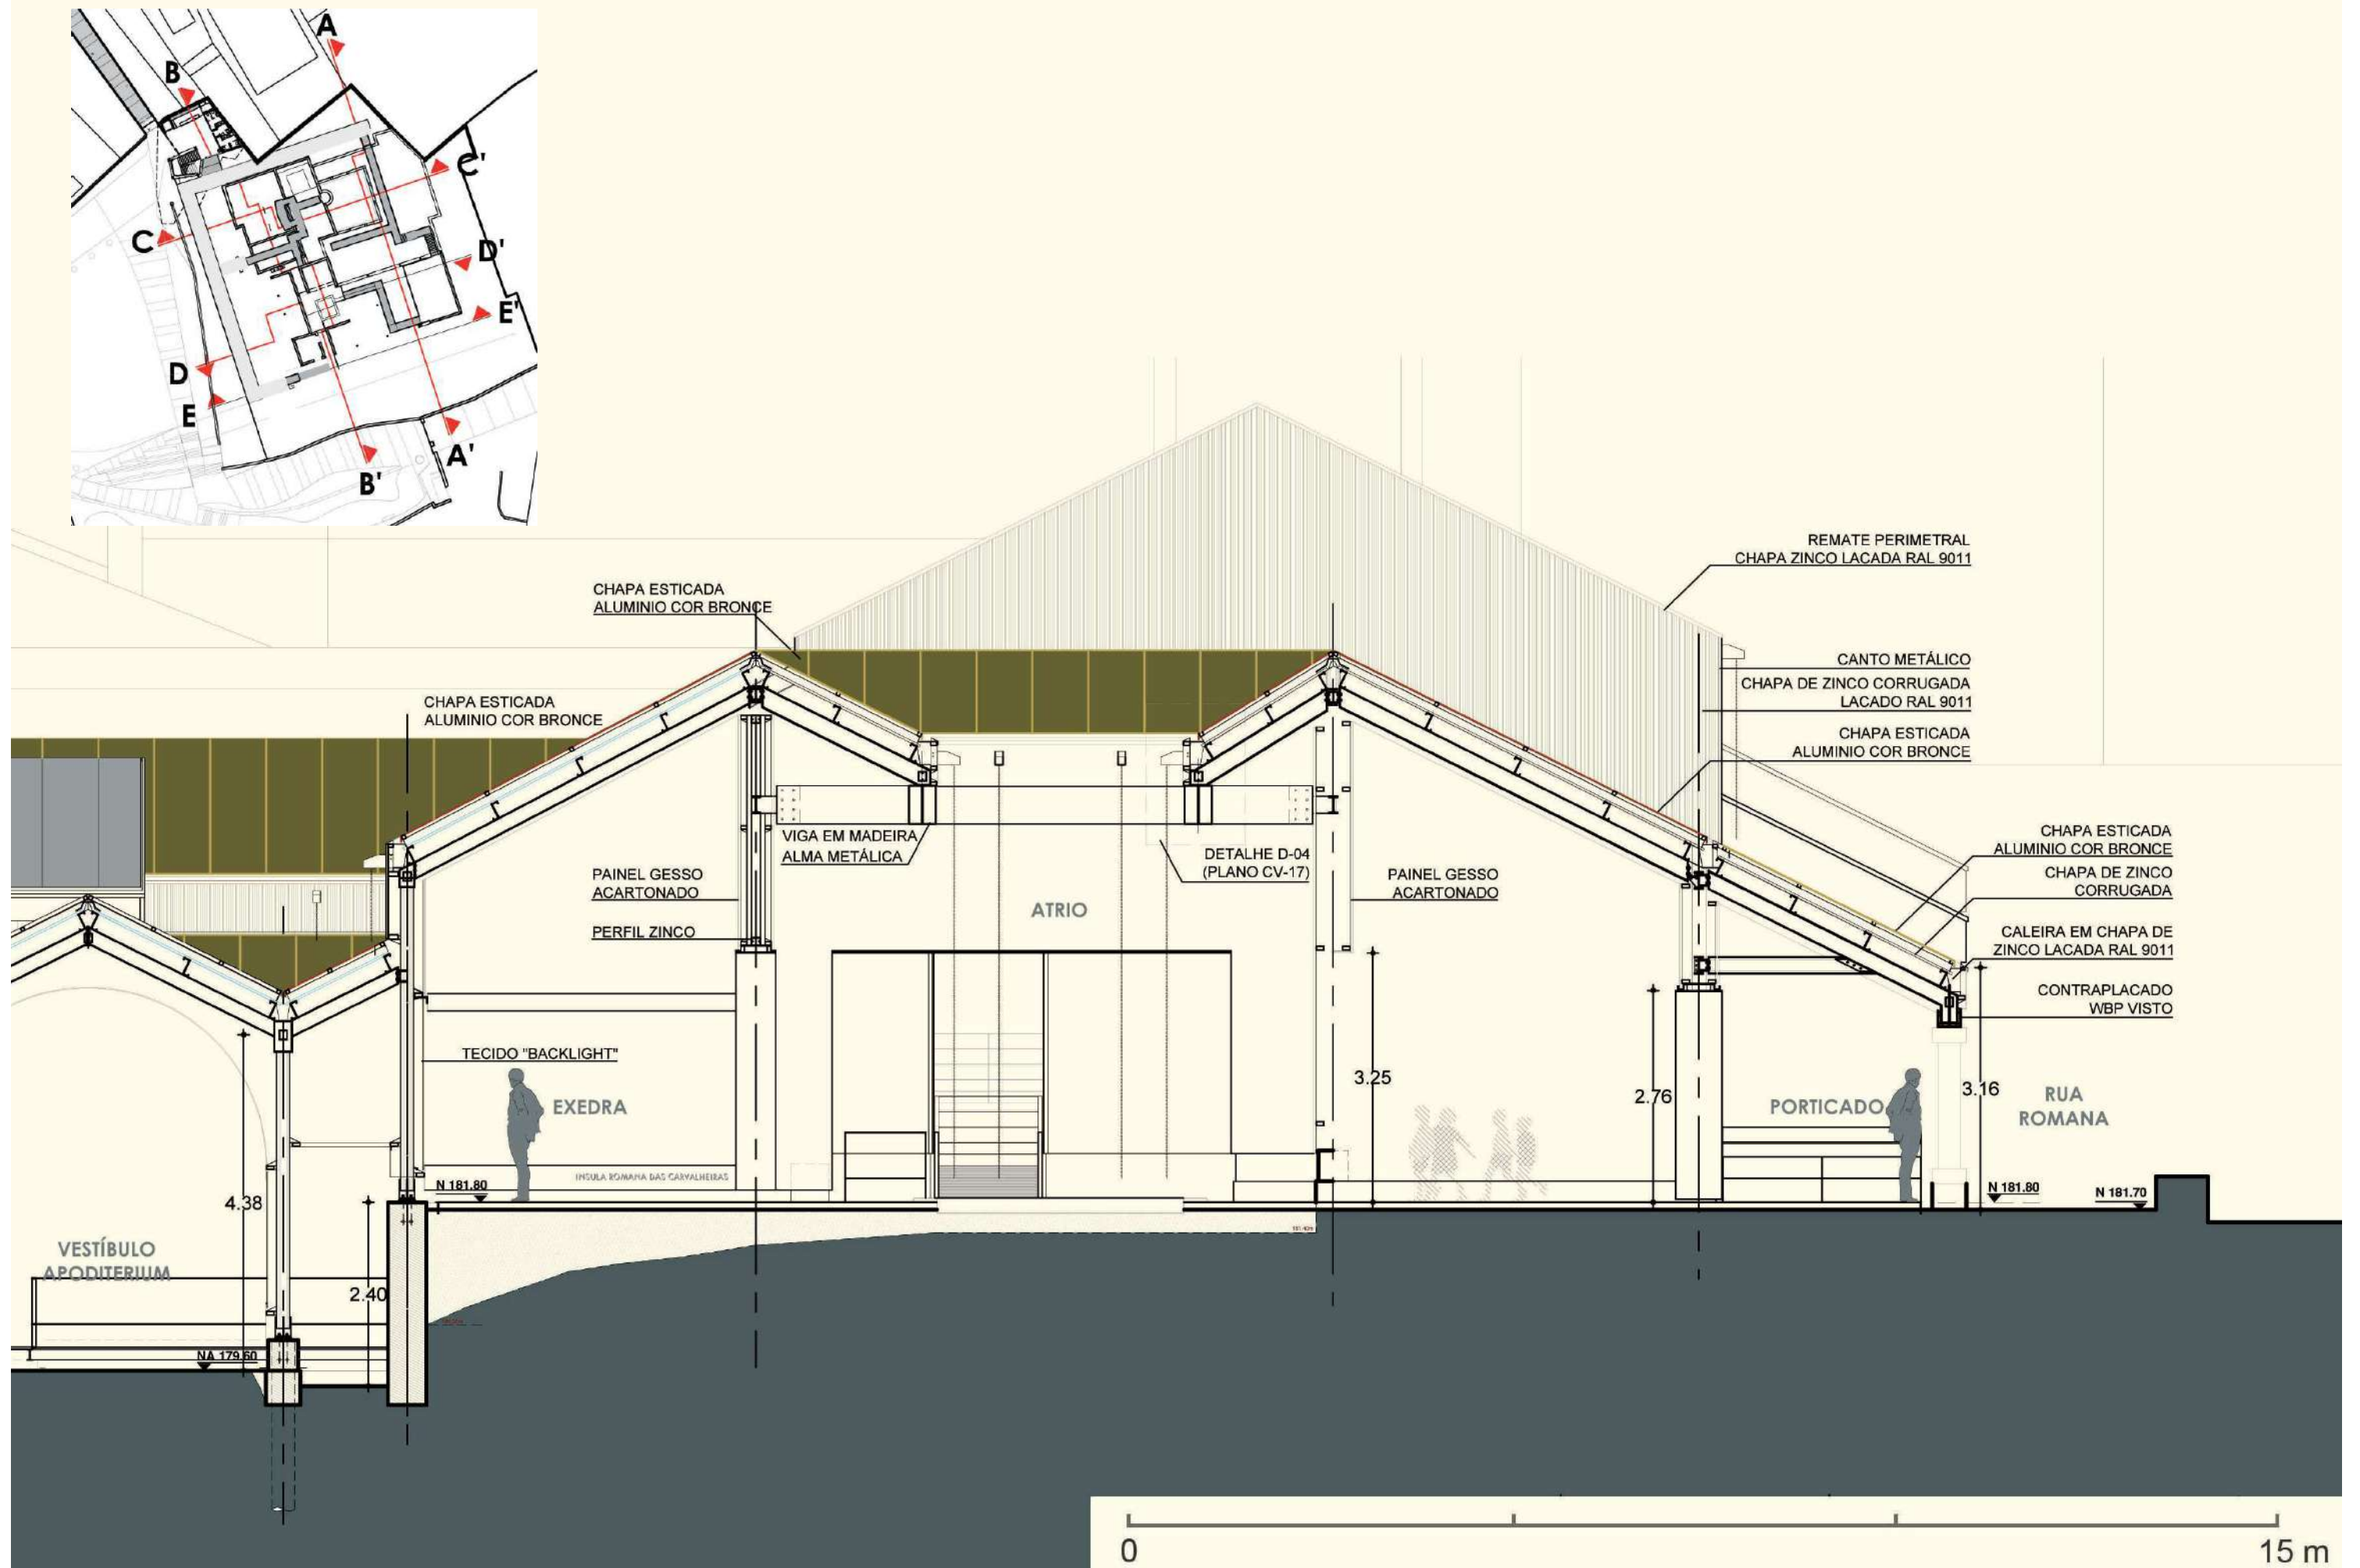 A
B
C'
C
D'
E'
D
E
A'
B'
REMATE PERIMETRAL
CHAPA ZINCO LACADA RAL 9011
CHAPA ESTICADA
ALUMINIO COR BRONCE
CANTO METÁLICO
CHAPA DE ZINCO CORRUGADA
LACADO RAL 9011
CHAPA ESTICADA
ALUMINIO COR BRONCE
CHAPA ESTICADA
ALUMINIO COR BRONCE
CHAPA ESTICADA
ALUMINIO COR BRONCE
CHAPA DE ZINCO
CORRUGADA
VIGA EM MADEIRA
ALMA METÁLICA
DETALHE D-04
(PLANO CV-17)
PAINEL GESSO
ACARTONADO
PAINEL GESSO
ACARTONADO
ATRIO
PERFIL ZINCO
CALEIRA EM CHAPA DE
ZINCO LACADA RAL 9011
CONTRAPLACADO
WBP VISTO
TECIDO "BACKLIGHT"
EXEDRA
3.25
2.76
PORTICADO
3.16
RUA
ROMANA
INSULA ROMANA DAS CARVALHEIRAS
N 181.80
N 181.80
N 181.70
4.38
VESTÍBULO
APODITERIUM
2.40
NA 179.60
0
15 m